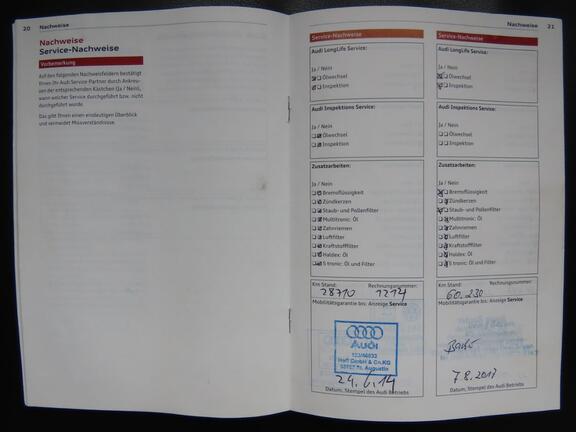 20 Nachweise
Nachweise
Service-Nachweise
Vorbemerkung
Auf den folgenden Nachweisfeldern bestätigt
Ihnen Ihr Audi Service-Partner durch Ankreu-
zen der entsprechenden Kästchen (Ja / Nein),
wann welcher Service durchgeführt bzw. nicht
durchgeführt wurde.
Das gibt Ihnen einen eindeutigen Überblick
und vermeidet Missverständnisse.
Nachweise 21
Service-Nachweise
Audi LongLife Service:
Ja / Nein
Ölwechsel
Inspektion
Audi Inspektions Service:
Ja / Nein
Ölwechsel
Inspektion
Zusatzarbeiten:
Ja / Nein
Bremsflüssigkeit
Zündkerzen
Staub- und Pollenfilter
Multitronic: Öl
Zahnriemen
Luftfilter
Kraftstofffilter
Haldex: Öl
S tronic: Öl und Filter
Km Stand: Rechnungsnummer:
28710 1214
Mobilitätsgarantie bis: Anzeige Service
Audi
GmbH & Co.KG
St. Augustin
24.6.14
Datum, Stempel des Audi Betriebs
Service-Nachweise
Audi LongLife Service:
Ja / Nein
Ölwechsel
Inspektion
Audi Inspektions Service:
Ja / Nein
Ölwechsel
Inspektion
Zusatzarbeiten:
Ja / Nein
Bremsflüssigkeit
Zündkerzen
Staub- und Pollenfilter
Multitronic: Öl
Zahnriemen
Luftfilter
Kraftstofffilter
Haldex: Öl
S tronic: Öl und Filter
Km Stand: Rechnungsnummer:
60.230
Mobilitätsgarantie bis: Anzeige Service
Datum, Stempel des Audi Betriebs